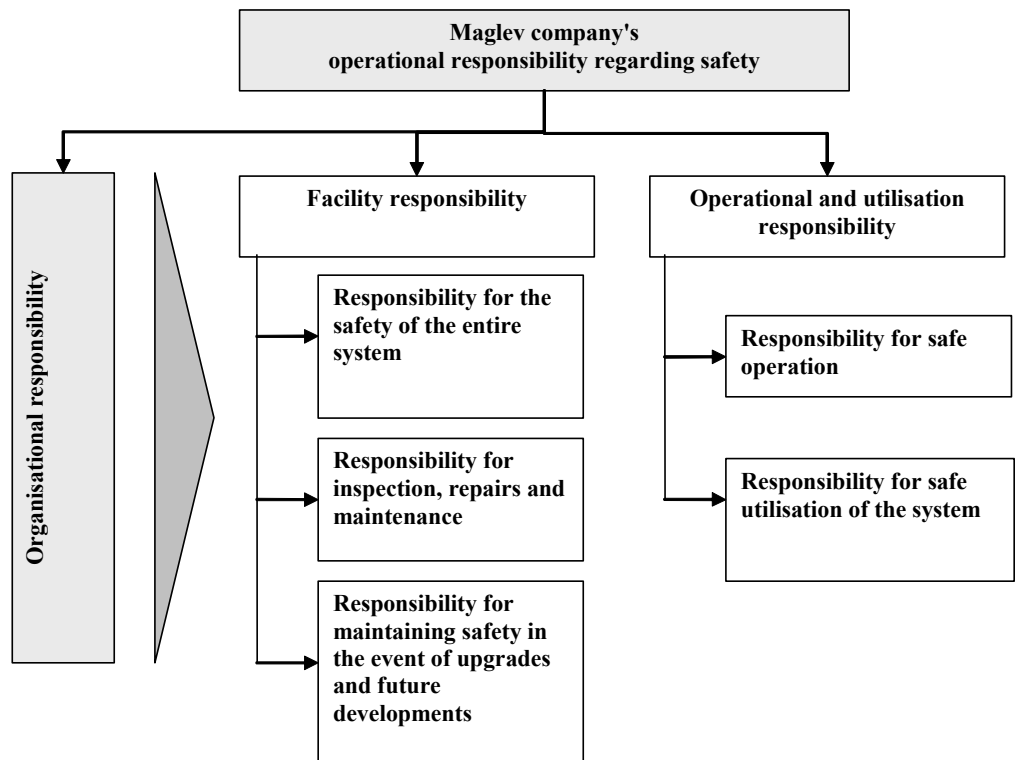 Maglev company's
operational responsibility regarding safety
Organisational responsibility
Facility responsibility
Responsibility for the
safety of the entire
system
Responsibility for
inspection, repairs and
maintenance
Responsibility for
maintaining safety in
the event of upgrades
and future
developments
Operational and utilisation
responsibility
Responsibility for safe
operation
Responsibility for safe
utilisation of the system